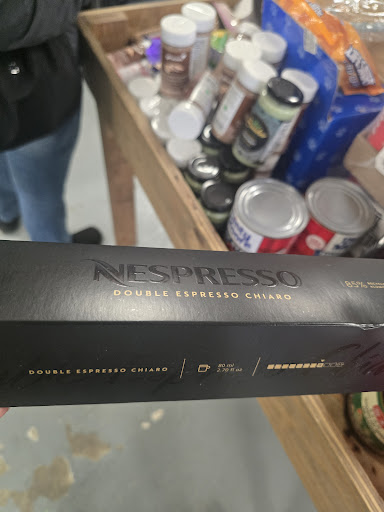 NESPRESSO
DOUBLE ESPRESSO CHIARO
DOUBLE ESPRESSO CHIARO
80 ml
2.70 fl oz